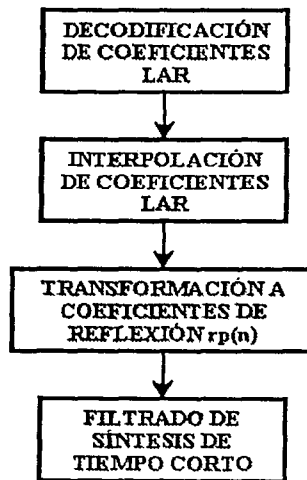 DECODIFICACIÓN
DE COEFICIENTES
LAR
INTERPOLACIÓN
DE COEFICIENTES
LAR
TRANSFORMACIÓN A
COEFICIENTES DE
REFLEXIÓN rp(n)
FILTRADO DE
SÍNTESIS DE
TIEMPO CORTO